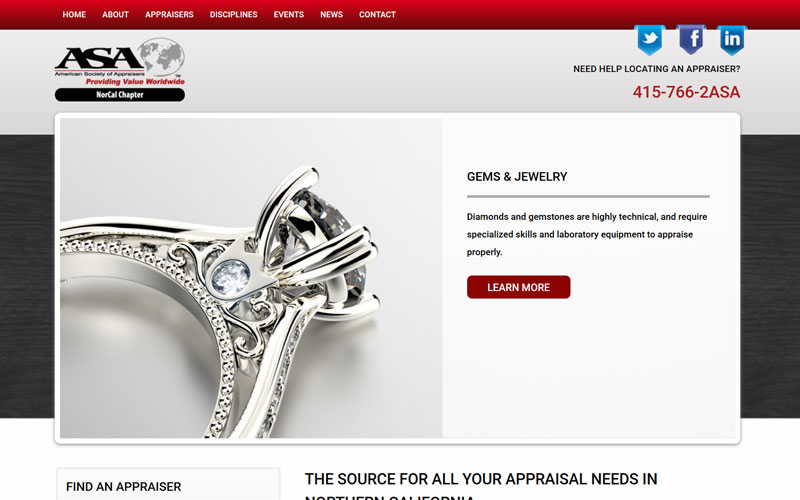 HOME ABOUT APPRAISERS DISCIPLINES EVENTS NEWS CONTACT
ASA
American Society of Appraisers
Providing Value Worldwide
NorCal Chapter
NEED HELP LOCATING AN APPRAISER?
415-766-2ASA
GEMS & JEWELRY
Diamonds and gemstones are highly technical, and require
specialized skills and laboratory equipment to appraise
properly.
LEARN MORE
FIND AN APPRAISER
THE SOURCE FOR ALL YOUR APPRAISAL NEEDS IN
NORTHERN CALIFORNIA